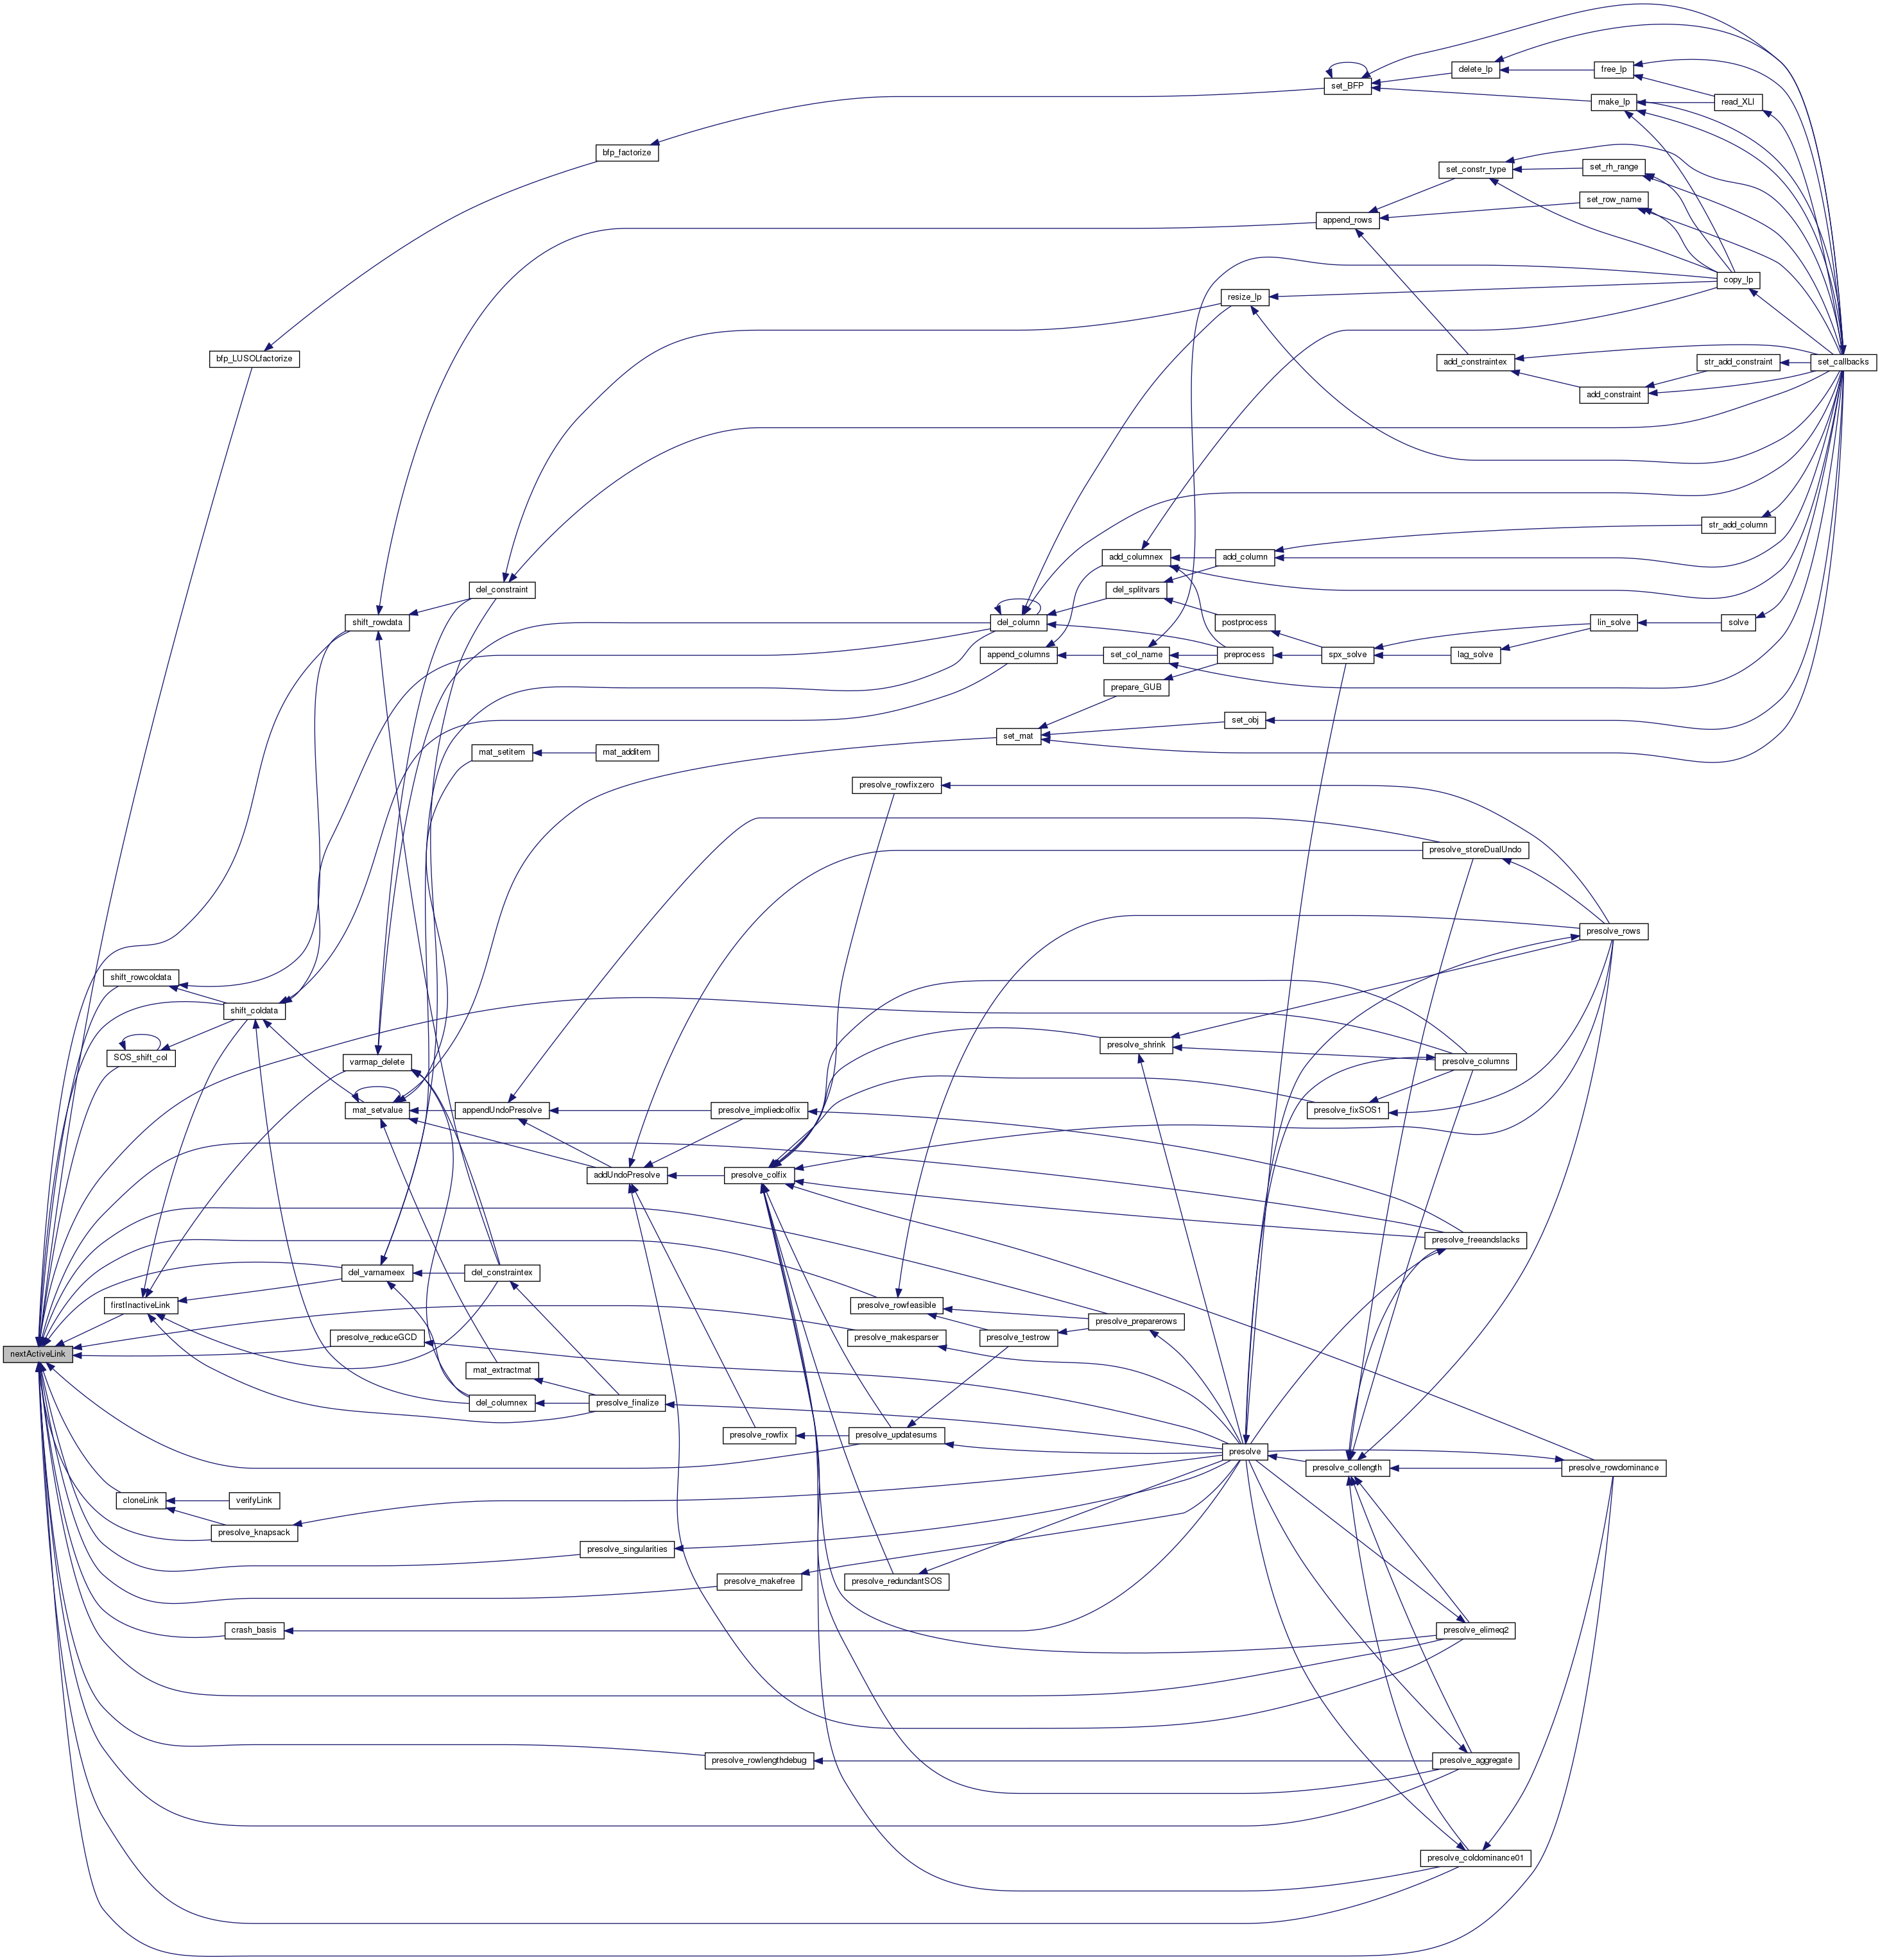 delete_lp
free_lp
set_BFP
make_lp
read_XLI
bfp_factorize
set_constr_type
set_rh_range
set_row_name
append_rows
copy_lp
resize_lp
bfp_LUSOLfactorize
add_constraintex
str_add_constraint
set_callbacks
add_constraint
str_add_column
add_columnex
add_column
del_constraint
del_splitvars
shift_rowdata
del_column
postprocess
lin_solve
solve
append_columns
set_col_name
preprocess
spx_solve
lag_solve
prepare_GUB
set_obj
set_mat
mat_setitem
mat_additem
presolve_rowfixzero
presolve_storeDualUndo
presolve_rows
shift_rowcoldata
shift_coldata
presolve_shrink
SOS_shift_col
varmap_delete
presolve_columns
mat_setvalue
appendUndoPresolve
presolve_impliedcolfix
presolve_fixSOS1
addUndoPresolve
presolve_colfix
presolve_freeandslacks
del_varnameex
del_constraintex
firstInactiveLink
presolve_rowfeasible
presolve_preparerows
presolve_reduceGCD
presolve_makesparser
presolve_testrow
nextActiveLink
mat_extractmat
del_columnex
presolve_finalize
presolve_rowfix
presolve_updatesums
presolve
presolve_collength
presolve_rowdominance
cloneLink
verifyLink
presolve_knapsack
presolve_singularities
presolve_makefree
presolve_redundantSOS
crash_basis
presolve_elimeq2
presolve_rowlengthdebug
presolve_aggregate
presolve_coldominance01